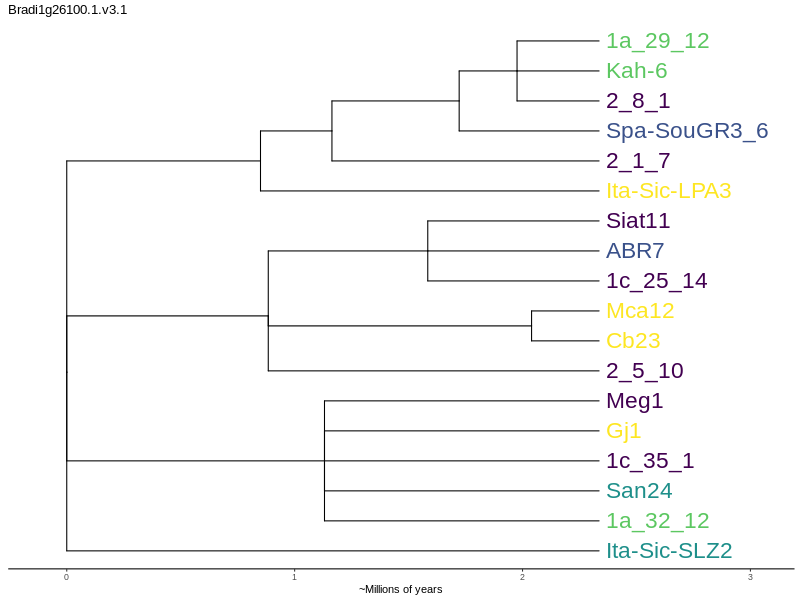 Bradi1g26100.1.v3.1
1a_29_12
Kah-6
2_8_1
Spa-SouGR3_6
2_1_7
Ita-Sic-LPA3
Siat11
ABR7
1c_25_14
Mca12
Cb23
2_5_10
Meg1
Gj1
1c_35_1
San24
1a_32_12
Ita-Sic-SLZ2
0 1 2 3
~Millions of years